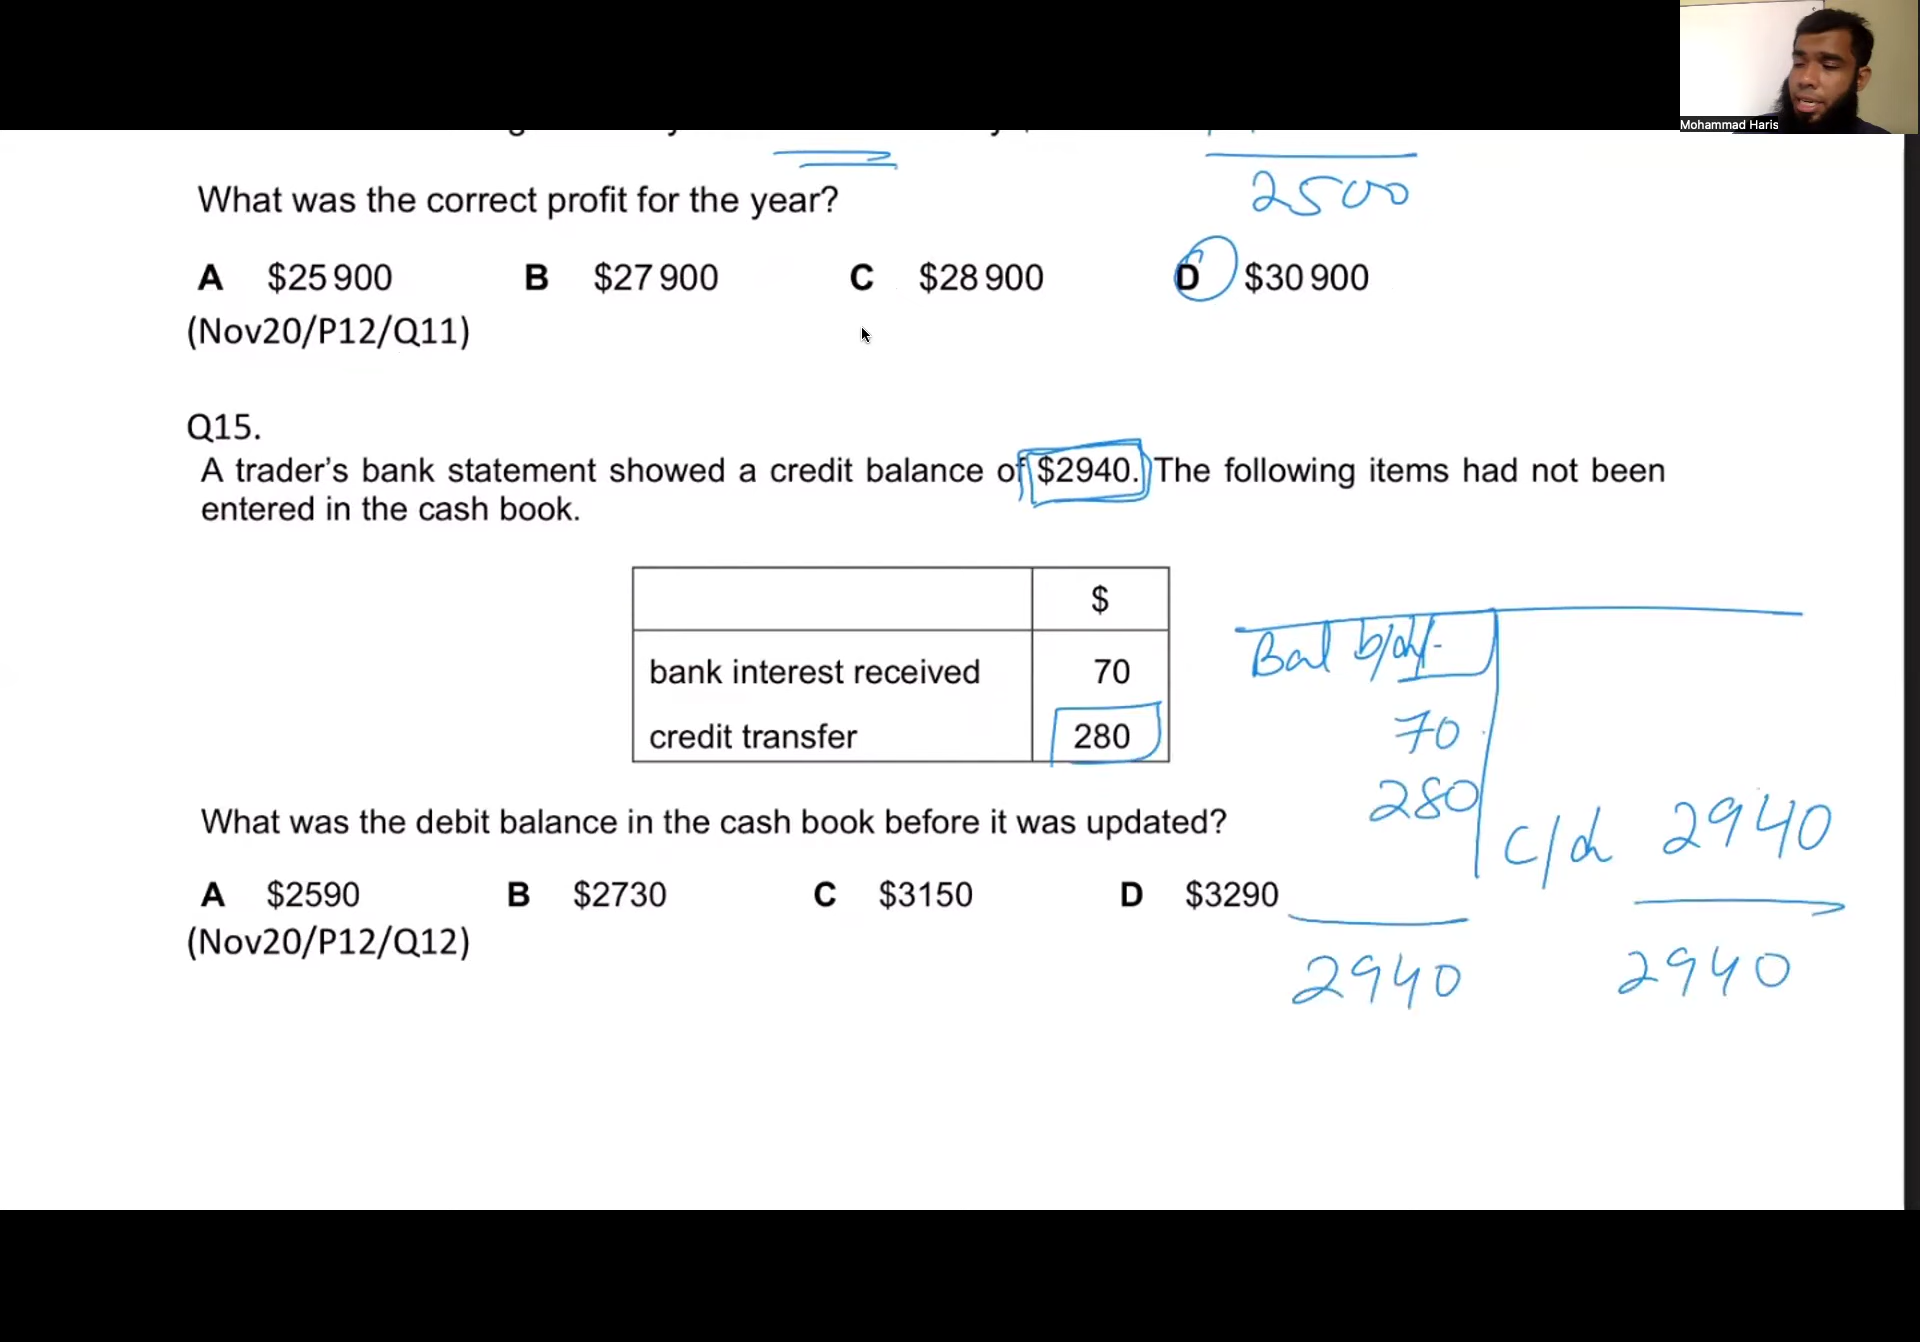 Mohammad Haris
2500
What was the correct profit for the year?
A $25 900 B $27 900 C $28 900 D $30 900
(Nov20/P12/Q11)
Q15.
A trader's bank statement showed a credit balance of $2940. The following items had not been
entered in the cash book.
$
bank interest received 70
credit transfer 280
Bal b/d
70
280
c/d 2940
What was the debit balance in the cash book before it was updated?
A $2590 B $2730 C $3150 D $3290
(Nov20/P12/Q12)
2940 2940